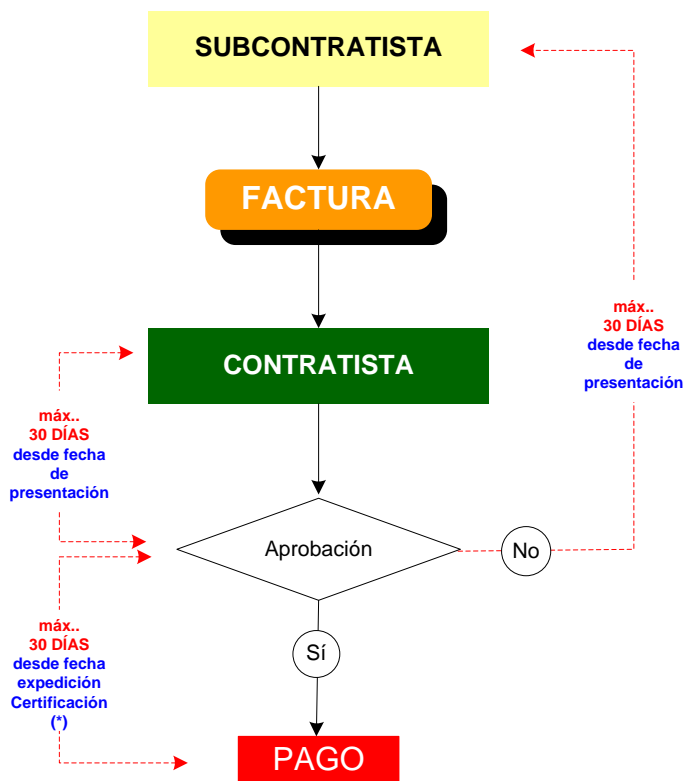 SUBCONTRATISTA
FACTURA
máx..
30 DÍAS
desde fecha
de
presentación
CONTRATISTA
máx..
30 DÍAS
desde fecha
de
presentación
Aprobación
No
Sí
máx..
30 DÍAS
desde fecha
expedición
Certificación
(*)
PAGO